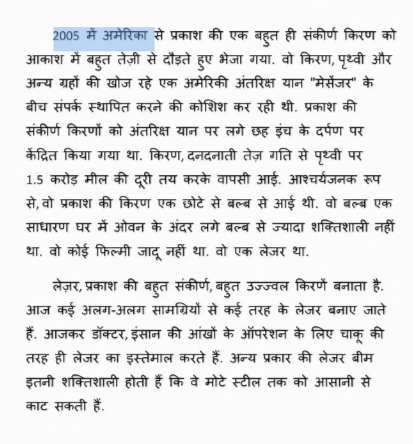 2005 में अमेरिका से प्रकाश की एक बहुत ही संकीर्ण किरण को
आकाश में बहुत तेज़ी से दौड़ते हुए भेजा गया. वो किरण, पृथ्वी और
अन्य ग्रहों की खोज रहे एक अमेरिकी अंतरिक्ष यान "मेसेंजर" के
बीच संपर्क स्थापित करने की कोशिश कर रही थी. प्रकाश की
संकीर्ण किरणों को अंतरिक्ष यान पर लगे छह इंच के दर्पण पर
केंद्रित किया गया था. किरण, दनदनाती तेज़ गति से पृथ्वी पर
1.5 करोड़ मील की दूरी तय करके वापसी आई. आश्चर्यजनक रूप
से, वो प्रकाश की किरण एक छोटे से बल्ब से आई थी. वो बल्ब एक
साधारण घर में ओवन के अंदर लगे बल्ब से ज्यादा शक्तिशाली नहीं
था. वो कोई फिल्मी जादू नहीं था. वो एक लेजर था.
लेज़र, प्रकाश की बहुत संकीर्ण, बहुत उज्ज्वल किरणें बनाता है.
आज कई अलग-अलग सामग्रियों से कई तरह के लेजर बनाए जाते
हैं. आजकर डॉक्टर, इंसान की आंखों के ऑपरेशन के लिए चाकू की
तरह ही लेजर का इस्तेमाल करते हैं. अन्य प्रकार की लेजर बीम
इतनी शक्तिशाली होती हैं कि वे मोटे स्टील तक को आसानी से
काट सकती हैं.